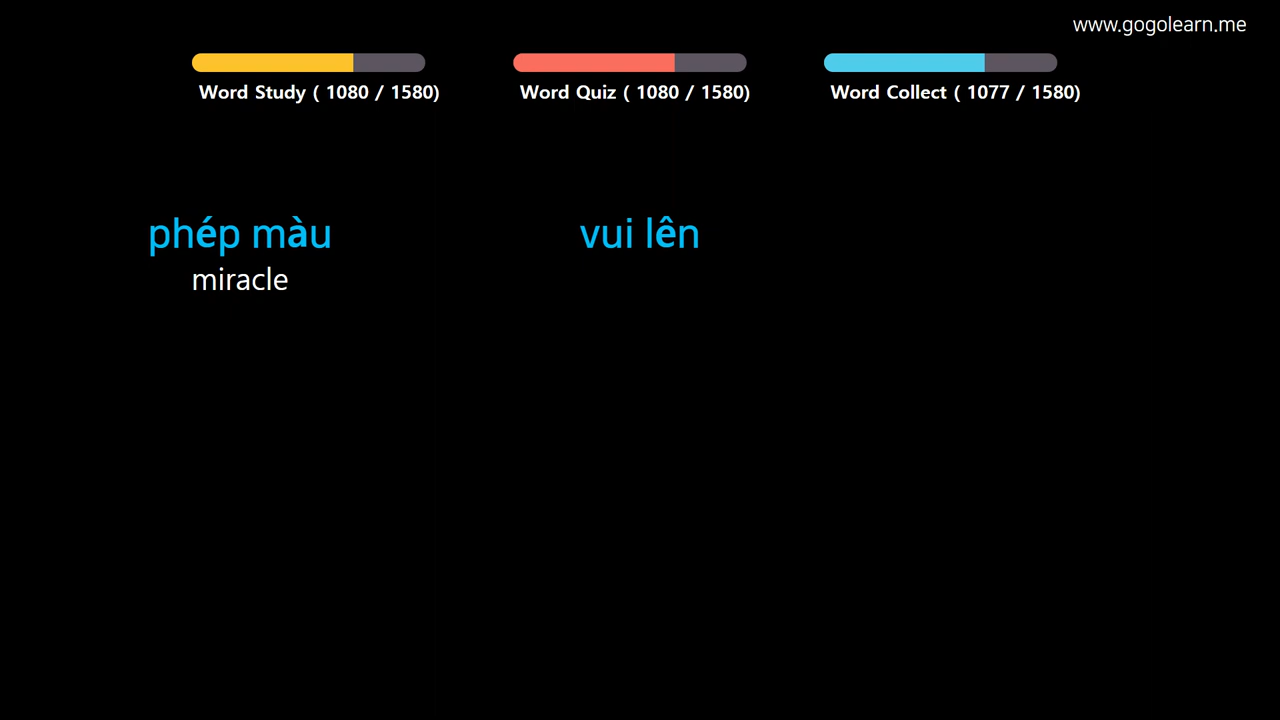 www.gogolearn.me
Word Study ( 1080 / 1580)
Word Quiz ( 1080 / 1580)
Word Collect ( 1077 / 1580)
phép màu
miracle
vui lên